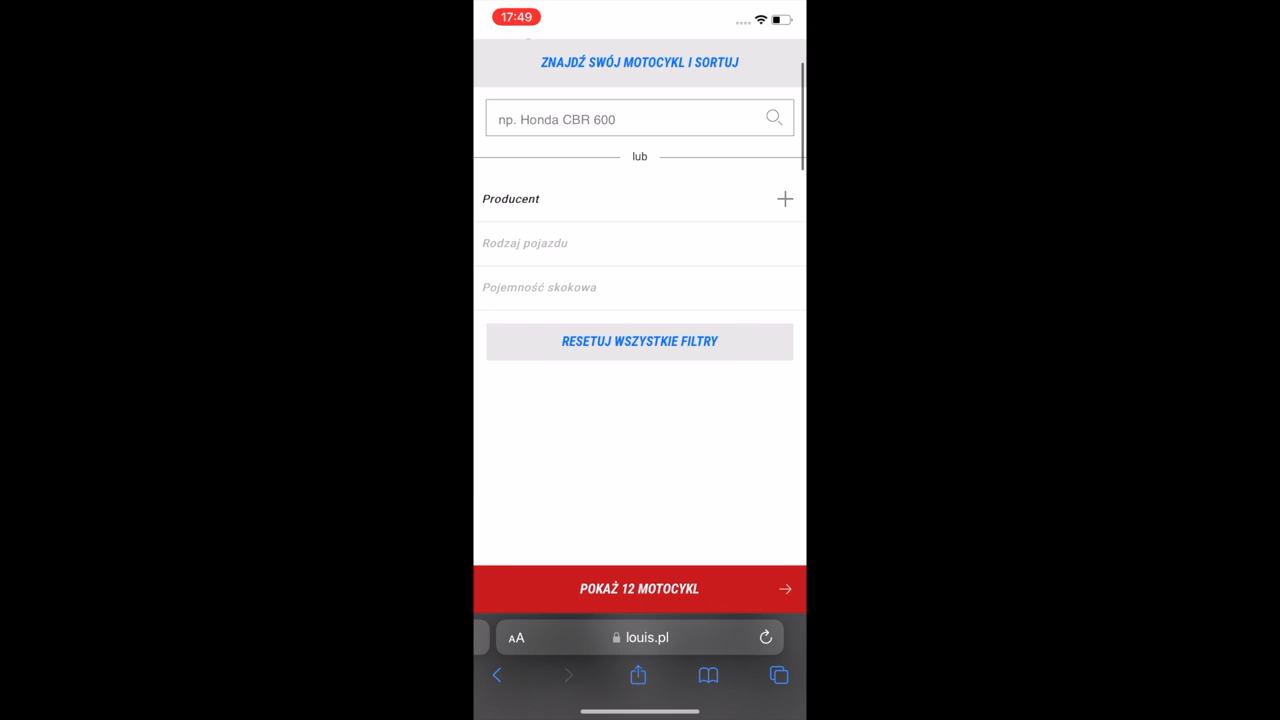 17:49
ZNAJDŹ SWÓJ MOTOCYKL I SORTUJ
np. Honda CBR 600
lub
Producent
Rodzaj pojazdu
Pojemność skokowa
RESETUJ WSZYSTKIE FILTRY
POKAŻ 12 MOTOCYKL
AA louis.pl